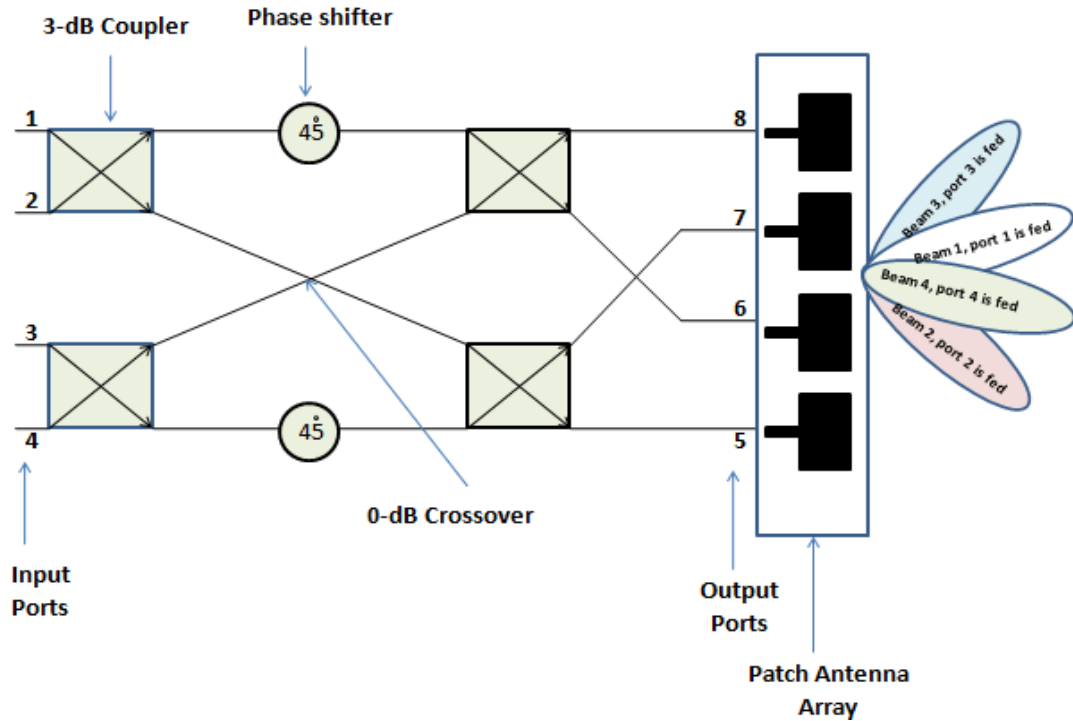 3-dB Coupler
Phase shifter
1
2
3
4
45°
45°
8
7
6
5
Beam 3, port 3 is fed
Beam 1, port 1 is fed
Beam 4, port 4 is fed
Beam 2, port 2 is fed
0-dB Crossover
Input
Ports
Output
Ports
Patch Antenna
Array